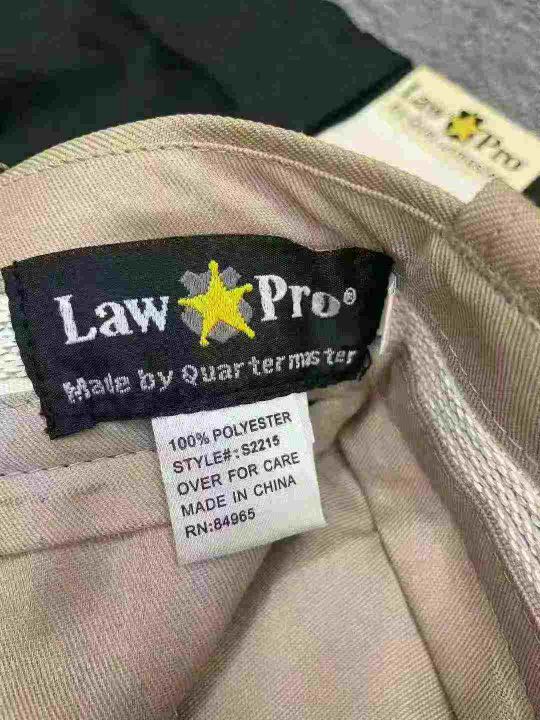 Law Pro
Law Pro®
Made by Quartermaster
100% POLYESTER
STYLE#: S2215
OVER FOR CARE
MADE IN CHINA
RN:84965